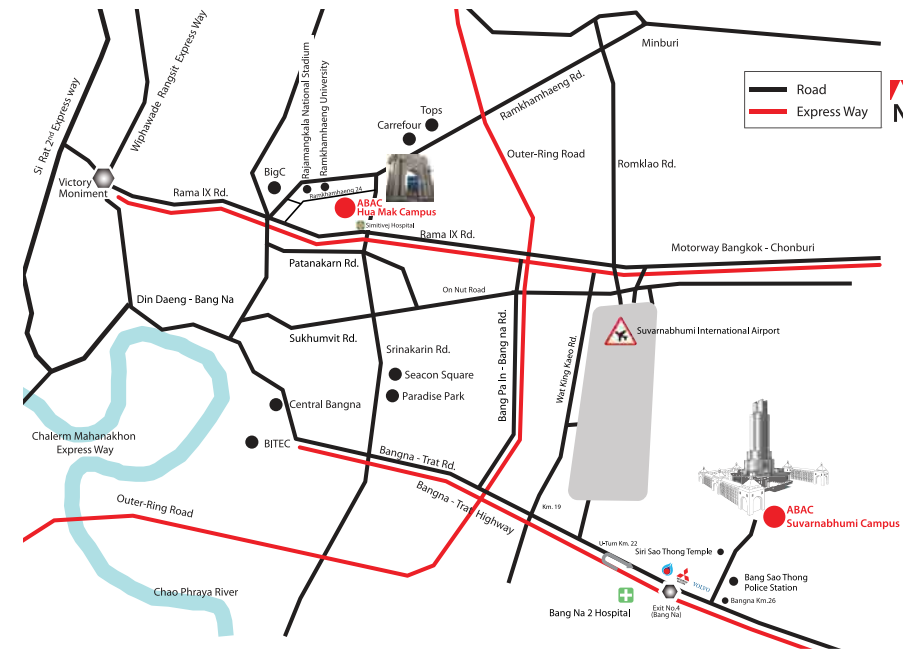 Minburi
Road
Express Way
N
SI Rat 2nd Express way
Wiphawade Rangsit Express Way
Rajamangkala National Stadium
Ramkhamhaeng University
Tops
Carrefour
Ramkhamhaeng Rd.
Outer-Ring Road
Romklao Rd.
Victory
Moniment
Rama IX Rd.
BigC
Ramkhamhaeng 24
ABAC
Hua Mak Campus
Simitivej Hospital
Rama IX Rd.
Motorway Bangkok - Chonburi
Patanakarn Rd.
On Nut Road
Din Daeng - Bang Na
Sukhumvit Rd.
Srinakarin Rd.
Bang Pa In - Bang na Rd.
Wat King Kaeo Rd.
Suvarnabhumi International Airport
Seacon Square
Paradise Park
Central Bangna
BITEC
Chalerm Mahanakhon
Express Way
Bangna - Trat Rd.
Bangna - Trat Highway
Outer-Ring Road
Km. 19
ABAC
Suvarnabhumi Campus
U-Turn Km. 22
Siri Sao Thong Temple
VOLVO
Bang Sao Thong
Police Station
Bangna Km.26
Chao Phraya River
Bang Na 2 Hospital
Exit No.4
(Bang Na)